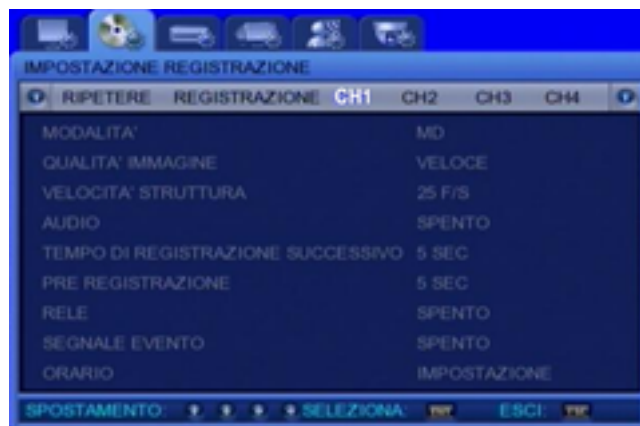 IMPOSTAZIONE REGISTRAZIONE
RIPETERE REGISTRAZIONE CH1 CH2 CH3 CH4
MODALITA' MD
QUALITA' IMMAGINE VELOCE
VELOCITA' STRUTTURA 25 F/S
AUDIO SPENTO
TEMPO DI REGISTRAZIONE SUCCESSIVO 5 SEC
PRE REGISTRAZIONE 5 SEC
RELE SPENTO
SEGNALE EVENTO SPENTO
ORARIO IMPOSTAZIONE
SPOSTAMENTO: SELEZIONA: ESCI: